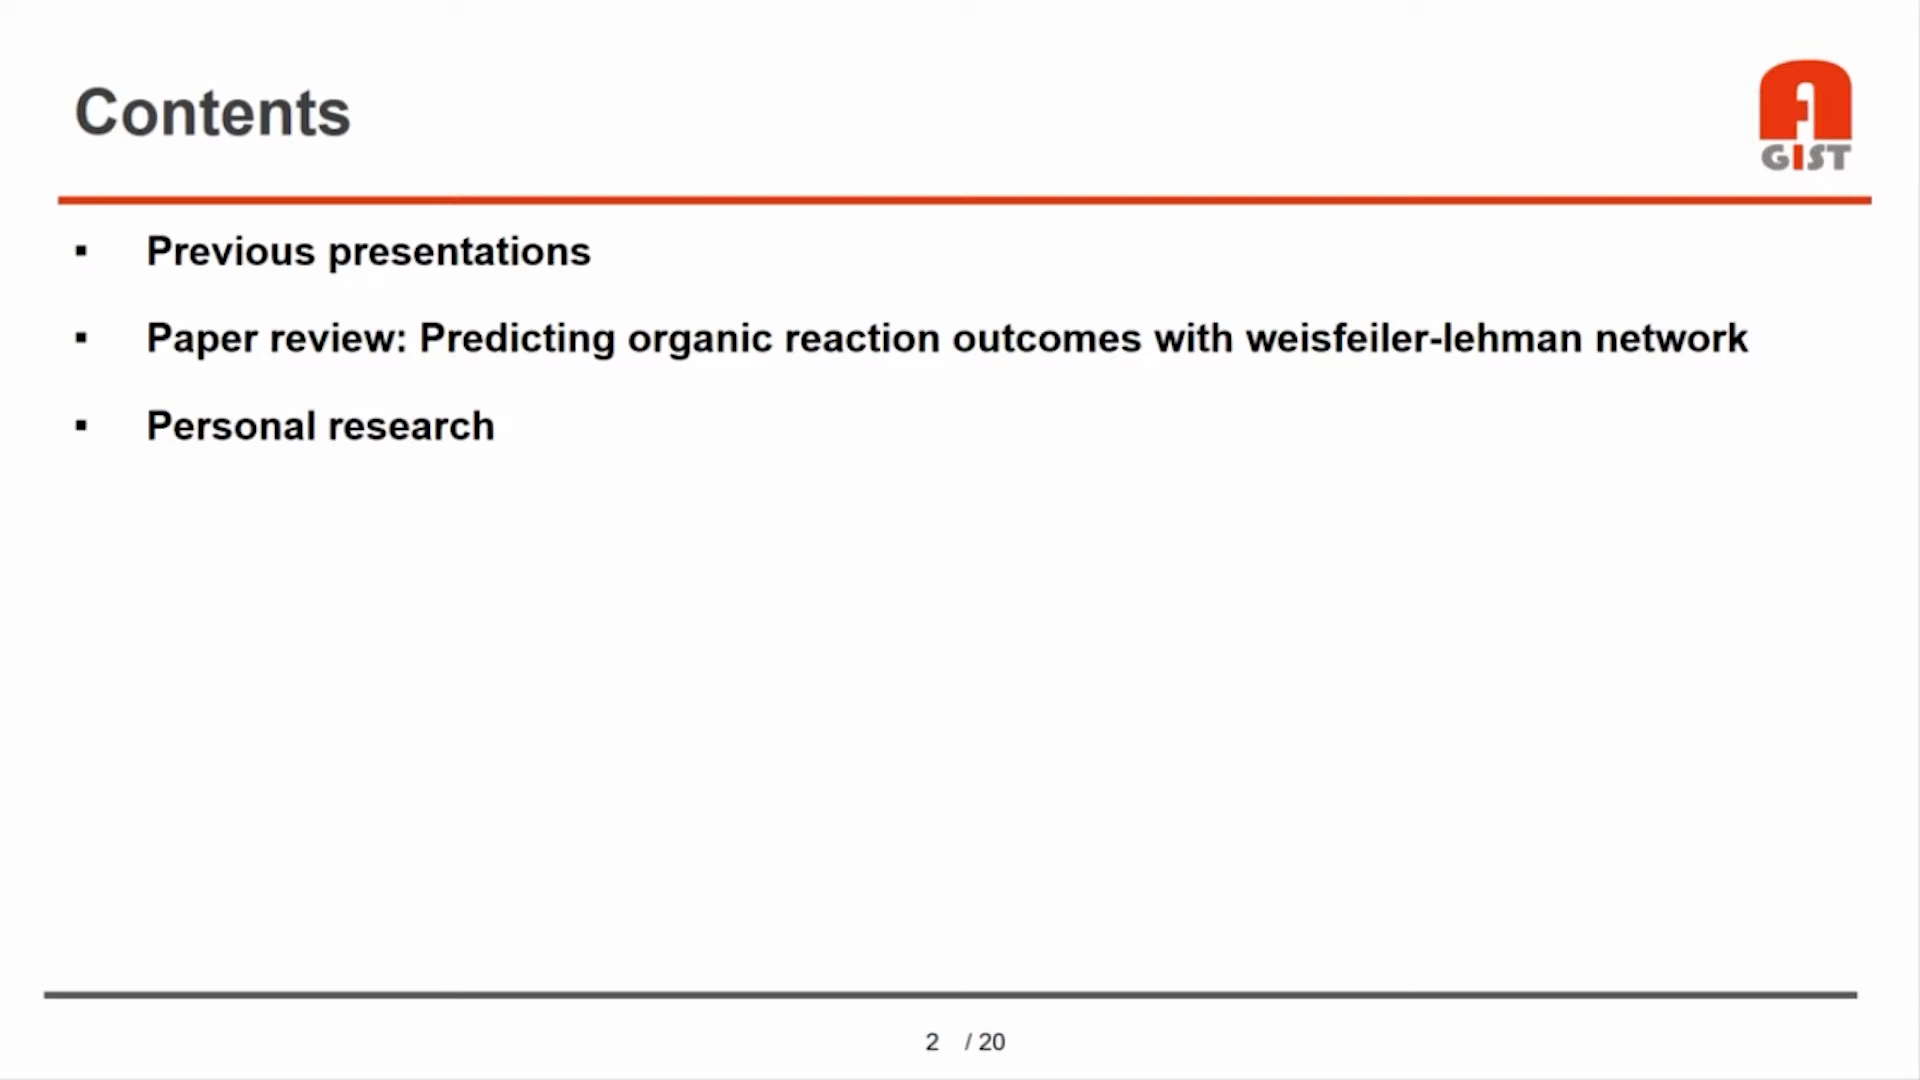 Contents
GIST
▪ Previous presentations
▪ Paper review: Predicting organic reaction outcomes with weisfeiler-lehman network
▪ Personal research
2 / 20